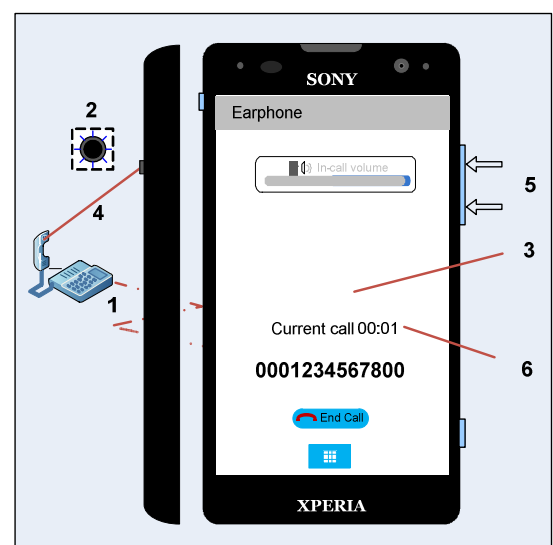 SONY
Earphone
2
In-call volume
5
4
3
1
Current call 00:01
6
0001234567800
End Call
XPERIA